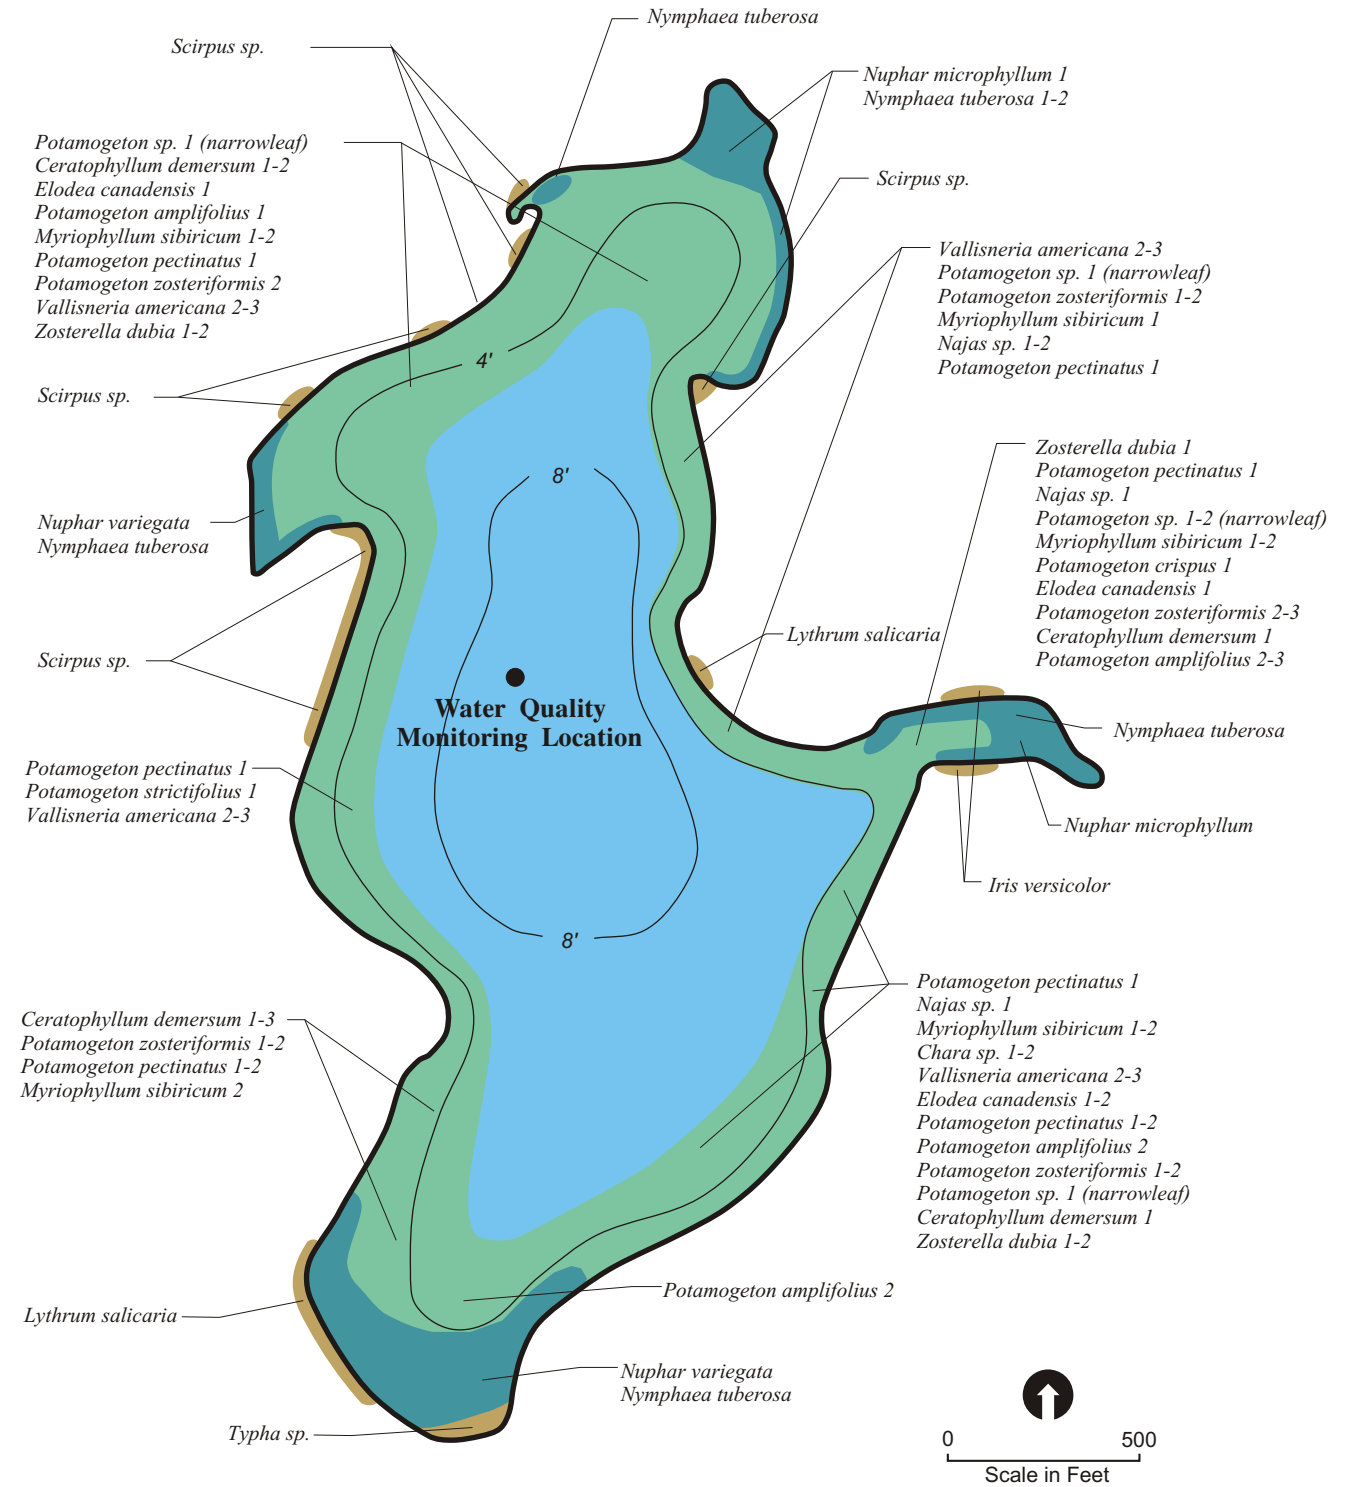 Nymphaea tuberosa
Scirpus sp.
Nuphar microphyllum 1
Nymphaea tuberosa 1-2
Potamogeton sp. 1 (narrowleaf)
Ceratophyllum demersum 1-2
Elodea canadensis 1
Potamogeton amplifolius 1
Myriophyllum sibiricum 1-2
Potamogeton pectinatus 1
Potamogeton zosteriformis 2
Vallisneria americana 2-3
Zosterella dubia 1-2
Scirpus sp.
Vallisneria americana 2-3
Potamogeton sp. 1 (narrowleaf)
Potamogeton zosteriformis 1-2
Myriophyllum sibiricum 1
Najas sp. 1-2
Potamogeton pectinatus 1
4'
Scirpus sp.
8'
Zosterella dubia 1
Potamogeton pectinatus 1
Najas sp. 1
Potamogeton sp. 1-2 (narrowleaf)
Myriophyllum sibiricum 1-2
Potamogeton crispus 1
Elodea canadensis 1
Potamogeton zosteriformis 2-3
Ceratophyllum demersum 1
Potamogeton amplifolius 2-3
Nuphar variegata
Nymphaea tuberosa
Lythrum salicaria
Scirpus sp.
Water Quality
Monitoring Location
Nymphaea tuberosa
Potamogeton pectinatus 1
Potamogeton strictifolius 1
Vallisneria americana 2-3
Nuphar microphyllum
Iris versicolor
8'
Potamogeton pectinatus 1
Najas sp. 1
Myriophyllum sibiricum 1-2
Chara sp. 1-2
Vallisneria americana 2-3
Elodea canadensis 1-2
Potamogeton pectinatus 1-2
Potamogeton amplifolius 2
Potamogeton zosteriformis 1-2
Potamogeton sp. 1 (narrowleaf)
Ceratophyllum demersum 1
Zosterella dubia 1-2
Ceratophyllum demersum 1-3
Potamogeton zosteriformis 1-2
Potamogeton pectinatus 1-2
Myriophyllum sibiricum 2
Potamogeton amplifolius 2
Lythrum salicaria
Nuphar variegata
Nymphaea tuberosa
Typha sp.
0 500
Scale in Feet